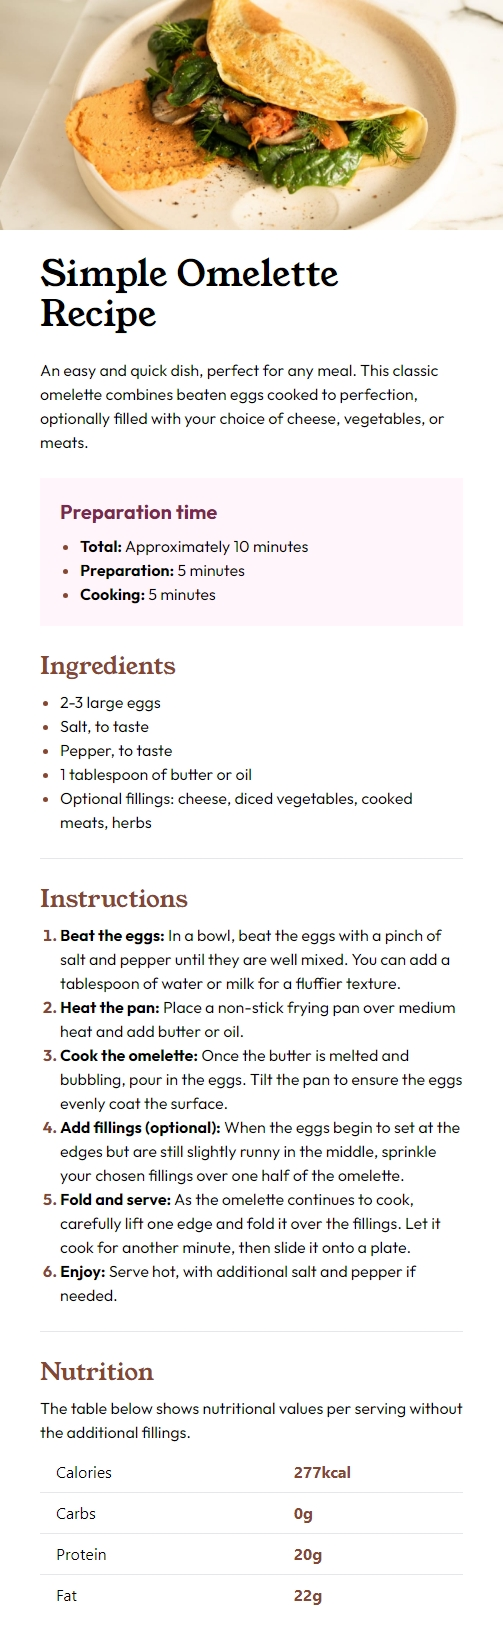 Simple Omelette
Recipe
An easy and quick dish, perfect for any meal. This classic
omelette combines beaten eggs cooked to perfection,
optionally filled with your choice of cheese, vegetables, or
meats.
Preparation time
• Total: Approximately 10 minutes
• Preparation: 5 minutes
• Cooking: 5 minutes
Ingredients
• 2-3 large eggs
• Salt, to taste
• Pepper, to taste
• 1 tablespoon of butter or oil
• Optional fillings: cheese, diced vegetables, cooked
meats, herbs
Instructions
1. Beat the eggs: In a bowl, beat the eggs with a pinch of
salt and pepper until they are well mixed. You can add a
tablespoon of water or milk for a fluffier texture.
2. Heat the pan: Place a non-stick frying pan over medium
heat and add butter or oil.
3. Cook the omelette: Once the butter is melted and
bubbling, pour in the eggs. Tilt the pan to ensure the eggs
evenly coat the surface.
4. Add fillings (optional): When the eggs begin to set at the
edges but are still slightly runny in the middle, sprinkle
your chosen fillings over one half of the omelette.
5. Fold and serve: As the omelette continues to cook,
carefully lift one edge and fold it over the fillings. Let it
cook for another minute, then slide it onto a plate.
6. Enjoy: Serve hot, with additional salt and pepper if
needed.
Nutrition
The table below shows nutritional values per serving without
the additional fillings.
Calories 277kcal
Carbs 0g
Protein 20g
Fat 22g